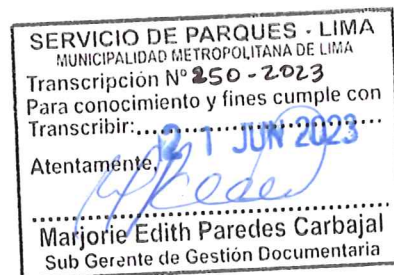 SERVICIO DE PARQUES - LIMA
MUNICIPALIDAD METROPOLITANA DE LIMA
Transcripción Nº 250-2023
Para conocimiento y fines cumple con
Transcribir:..............................
21 JUN 2023
Atentamente,
Marjorie Edith Paredes Carbajal
Sub Gerente de Gestión Documentaria